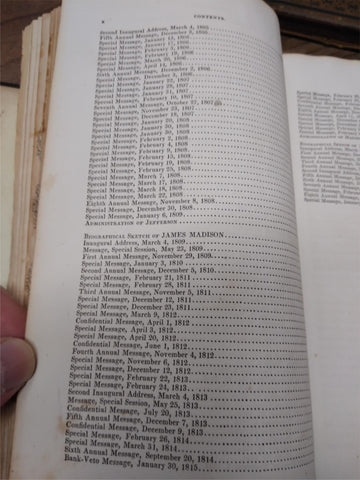 x CONTENTS.
Second Inaugural Address, March 4, 1805
Fifth Annual Message, December 3, 1805
Special Message, January 13, 1806
Special Message, January 17, 1806
Special Message, February 3, 1806
Special Message, February 19, 1806
Special Message, March 20, 1806
Special Message, April 14, 1806
Sixth Annual Message, December 2, 1806
Special Message, December 3, 1806
Special Message, January 22, 1807
Special Message, January 28, 1807
Special Message, January 31, 1807
Special Message, February 10, 1807
Seventh Annual Message, October 27, 1807
Special Message, November 23, 1807
Special Message, December 18, 1807
Special Message, January 20, 1808
Special Message, January 30, 1808
Special Message, January 30, 1808
Special Message, February 2, 1808
Special Message, February 9, 1808
Special Message, February 15, 1808
Special Message, February 19, 1808
Special Message, February 25, 1808
Special Message, March 7, 1808
Special Message, March 17, 1808
Special Message, March 18, 1808
Special Message, March 22, 1808
Eighth Annual Message, November 8, 1808
Special Message, December 30, 1808
Special Message, January 6, 1809
ADMINISTRATION OF JEFFERSON
BIOGRAPHICAL SKETCH OF JAMES MADISON
Inaugural Address, March 4, 1809
Message, Special Session, May 23, 1809
First Annual Message, November 29, 1809
Special Message, January 3, 1810
Second Annual Message, December 5, 1810
Special Message, February 21, 1811
Special Message, February 28, 1811
Third Annual Message, November 5, 1811
Special Message, December 12, 1811
Special Message, December 23, 1811
Special Message, March 9, 1812
Confidential Message, April 1, 1812
Special Message, April 3, 1812
Special Message, April 20, 1812
Confidential Message, June 1, 1812
Fourth Annual Message, November 4, 1812
Special Message, November 6, 1812
Special Message, December 12, 1812
Special Message, February 22, 1813
Special Message, February 24, 1813
Second Inaugural Address, March 4, 1813
Message, Special Session, May 25, 1813
Confidential Message, July 20, 1813
Fifth Annual Message, December 7, 1813
Confidential Message, December 9, 1813
Special Message, February 26, 1814
Special Message, March 31, 1814
Sixth Annual Message, September 20, 1814
Bank-Veto Message, January 30, 1815